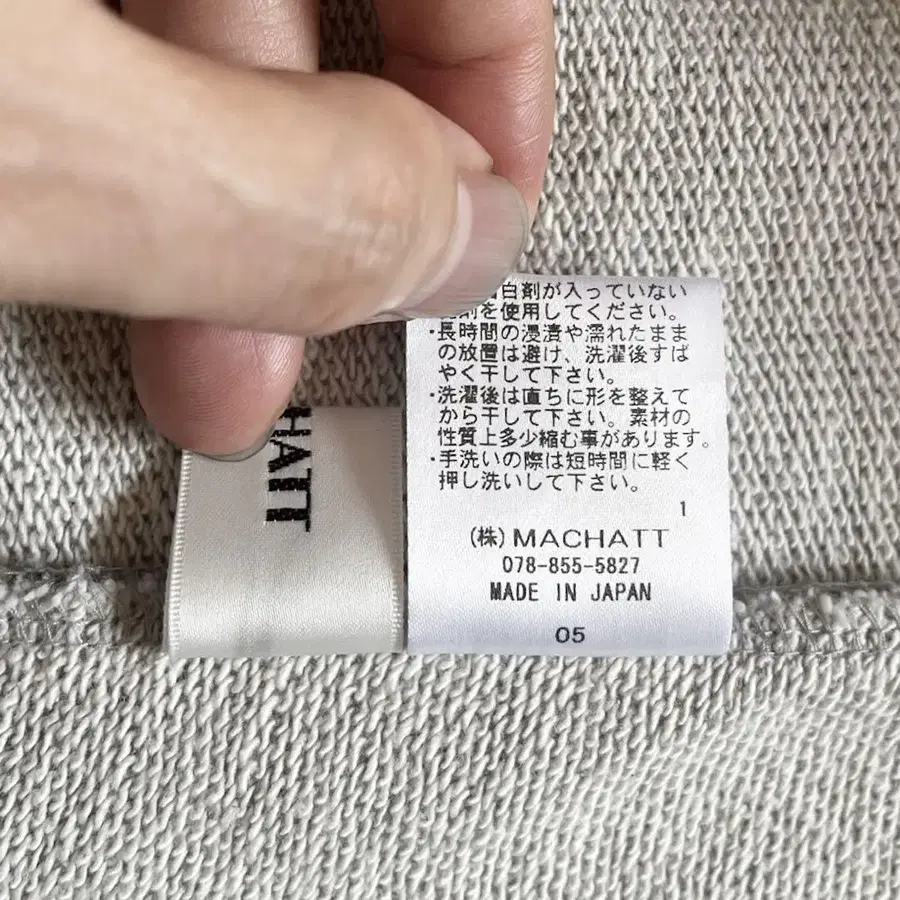 白剤が入っていない
剤を使用してください。
・長時間の浸漬や濡れたまま
の放置は避け、洗濯後すば
やく干して下さい。
・洗濯後は直ちに形を整えて
から干して下さい。素材の
性質上多少縮む事があります。
・手洗いの際は短時間に軽く
押し洗いして下さい。
1
(株)MACHATT
078-855-5827
MADE IN JAPAN
05
HATT